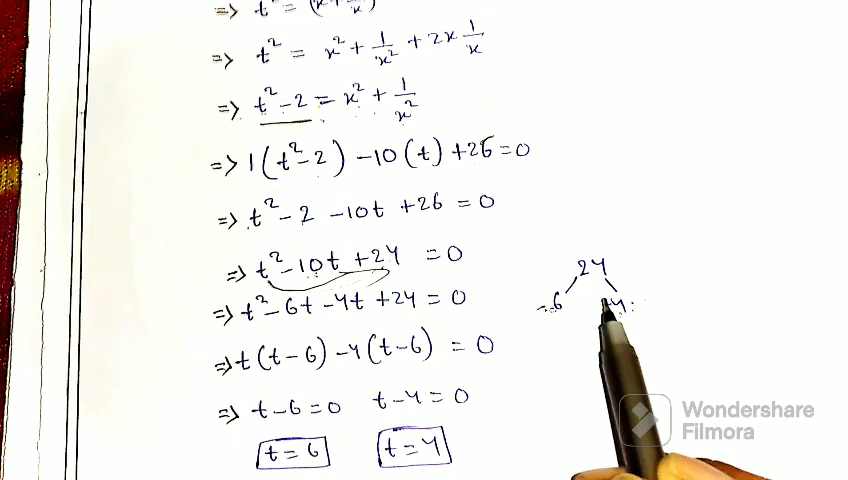 => t² = (x + 1/x)
=> t² = x² + 1/x² + 2x 1/x
=> t² - 2 = x² + 1/x²
=> 1(t² - 2) - 10(t) + 26 = 0
=> t² - 2 - 10t + 26 = 0
=> t² - 10t + 24 = 0
24
-6 -4
=> t² - 6t - 4t + 24 = 0
=> t(t - 6) - 4(t - 6) = 0
=> t - 6 = 0 t - 4 = 0
t = 6 t = 4
Wondershare
Filmora